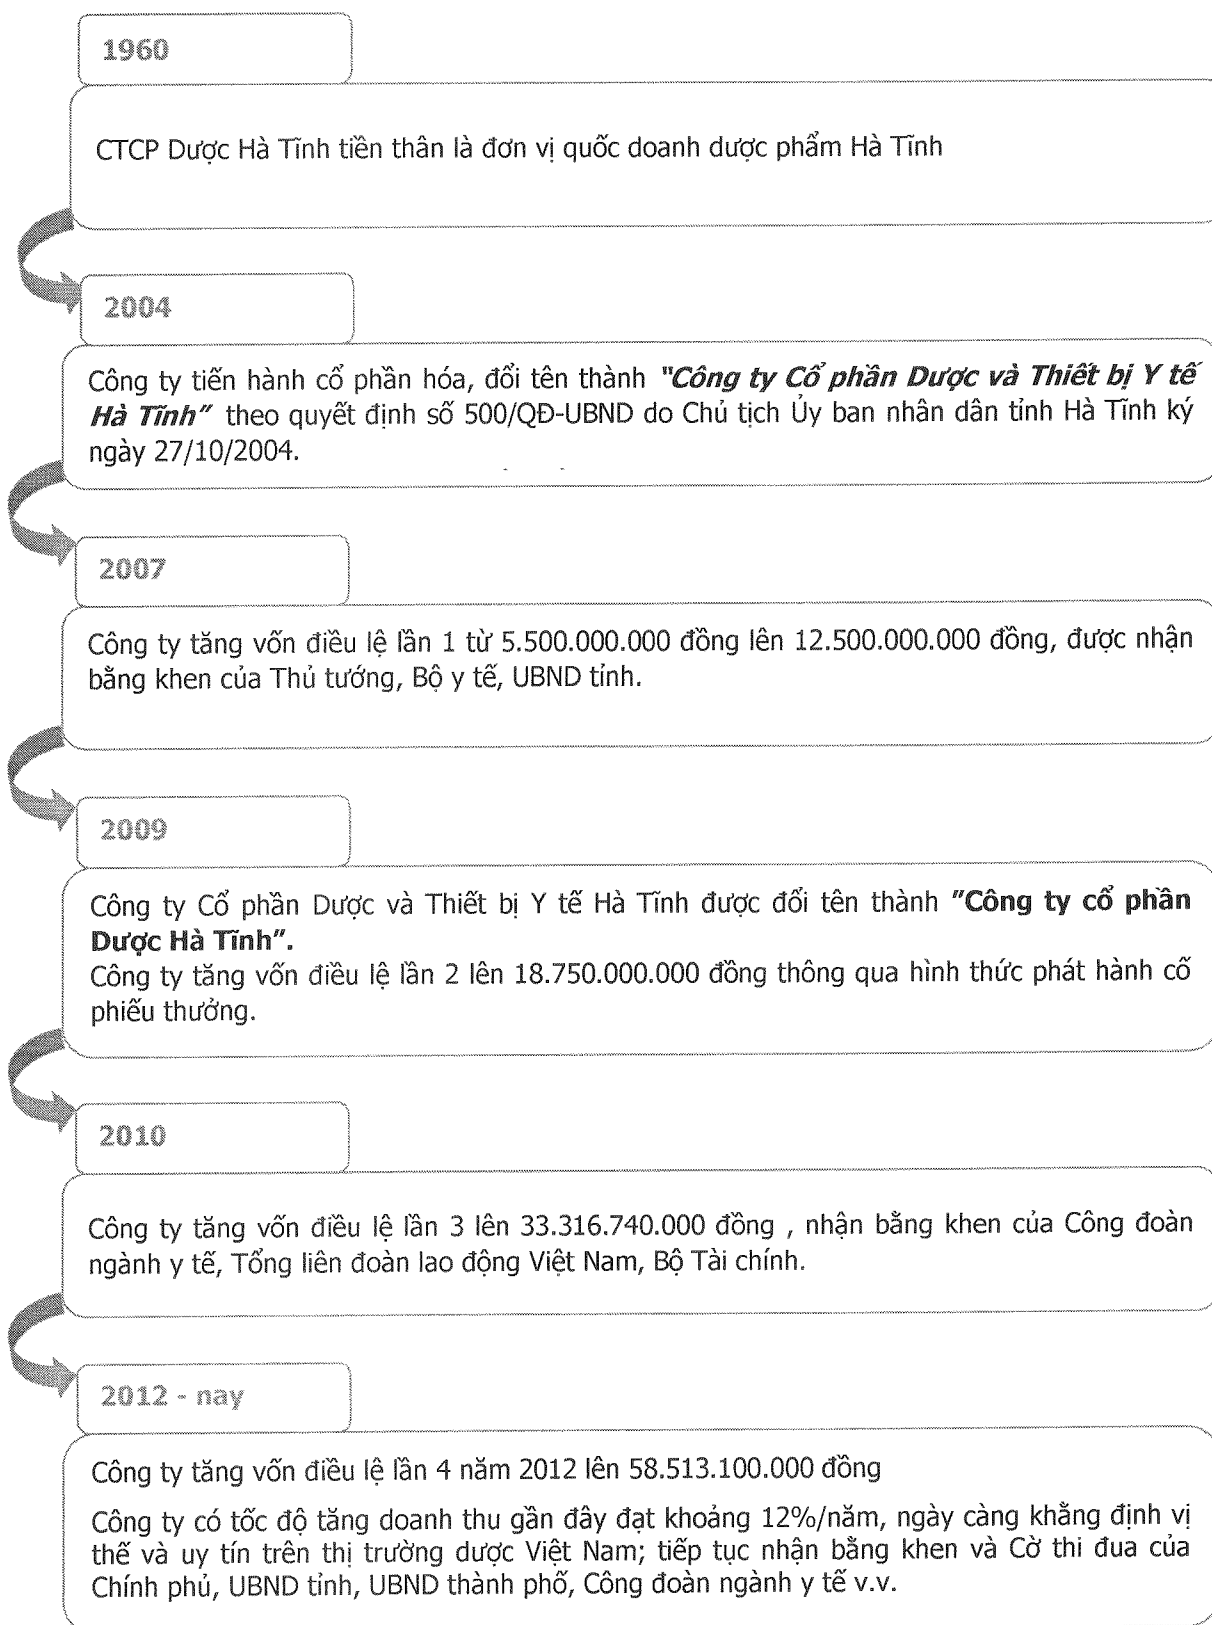 1960
CTCP Dược Hà Tĩnh tiền thân là đơn vị quốc doanh dược phẩm Hà Tĩnh
2004
Công ty tiến hành cổ phần hóa, đổi tên thành "Công ty Cổ phần Dược và Thiết bị Y tế
Hà Tĩnh" theo quyết định số 500/QĐ-UBND do Chủ tịch Ủy ban nhân dân tỉnh Hà Tĩnh ký
ngày 27/10/2004.
2007
Công ty tăng vốn điều lệ lần 1 từ 5.500.000.000 đồng lên 12.500.000.000 đồng, được nhận
bằng khen của Thủ tướng, Bộ y tế, UBND tỉnh.
2009
Công ty Cổ phần Dược và Thiết bị Y tế Hà Tĩnh được đổi tên thành "Công ty cổ phần
Dược Hà Tĩnh".
Công ty tăng vốn điều lệ lần 2 lên 18.750.000.000 đồng thông qua hình thức phát hành cổ
phiếu thưởng.
2010
Công ty tăng vốn điều lệ lần 3 lên 33.316.740.000 đồng , nhận bằng khen của Công đoàn
ngành y tế, Tổng liên đoàn lao động Việt Nam, Bộ Tài chính.
2012 - nay
Công ty tăng vốn điều lệ lần 4 năm 2012 lên 58.513.100.000 đồng
Công ty có tốc độ tăng doanh thu gần đây đạt khoảng 12%/năm, ngày càng khẳng định vị
thế và uy tín trên thị trường dược Việt Nam; tiếp tục nhận bằng khen và Cờ thi đua của
Chính phủ, UBND tỉnh, UBND thành phố, Công đoàn ngành y tế v.v.